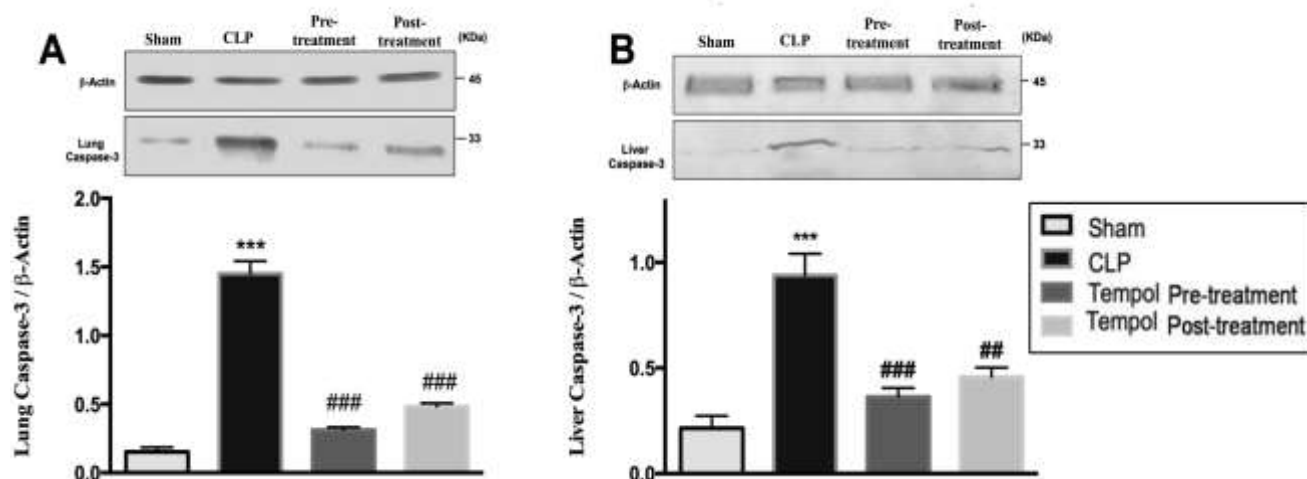 A
Sham
CLP
Pre-
treatment
Post-
treatment
(KDa)
β-Actin
45
Lung
Caspase-3
33
Lung Caspase-3 / β-Actin
2.0
1.5
1.0
0.5
0.0
***
###
###
B
Sham
CLP
Pre-
treatment
Post-
treatment
(KDa)
β-Actin
45
Liver
Caspase-3
33
Liver Caspase-3 / β-Actin
1.0
0.5
0.0
***
###
##
Sham
CLP
Tempol Pre-treatment
Tempol Post-treatment